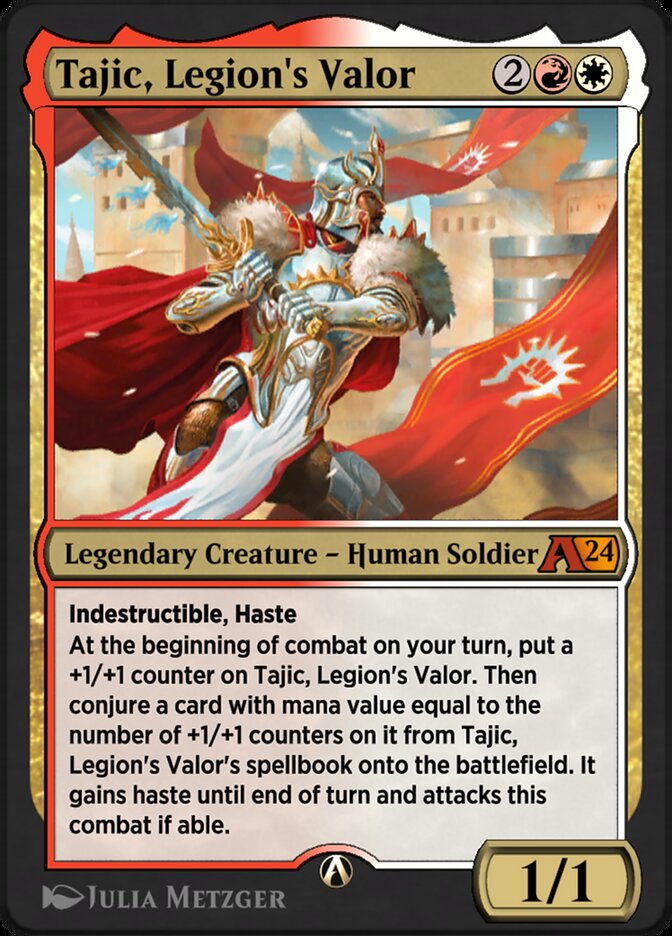 Tajic, Legion's Valor 2
Legendary Creature – Human Soldier A24
Indestructible, Haste
At the beginning of combat on your turn, put a
+1/+1 counter on Tajic, Legion's Valor. Then
conjure a card with mana value equal to the
number of +1/+1 counters on it from Tajic,
Legion's Valor's spellbook onto the battlefield. It
gains haste until end of turn and attacks this
combat if able.
1/1
Julia Metzger